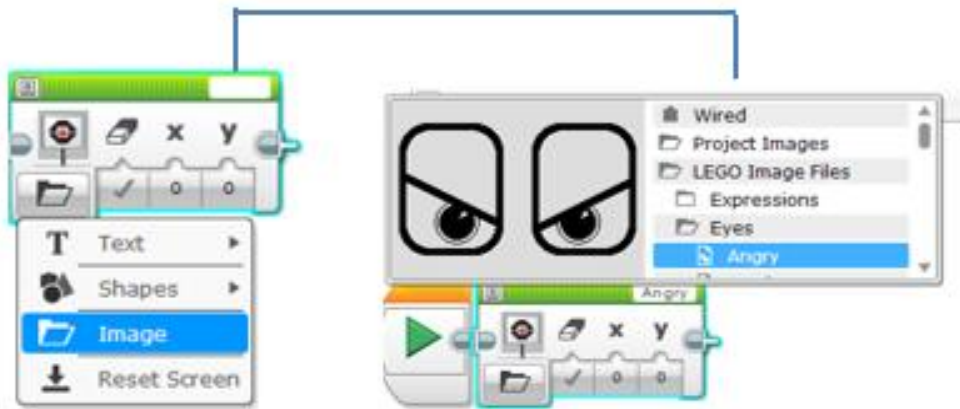 x y
0 0
T Text
Shapes
Image
Reset Screen
Wired
Project Images
LEGO Image Files
Expressions
Eyes
Angry
Angry
x y
0 0